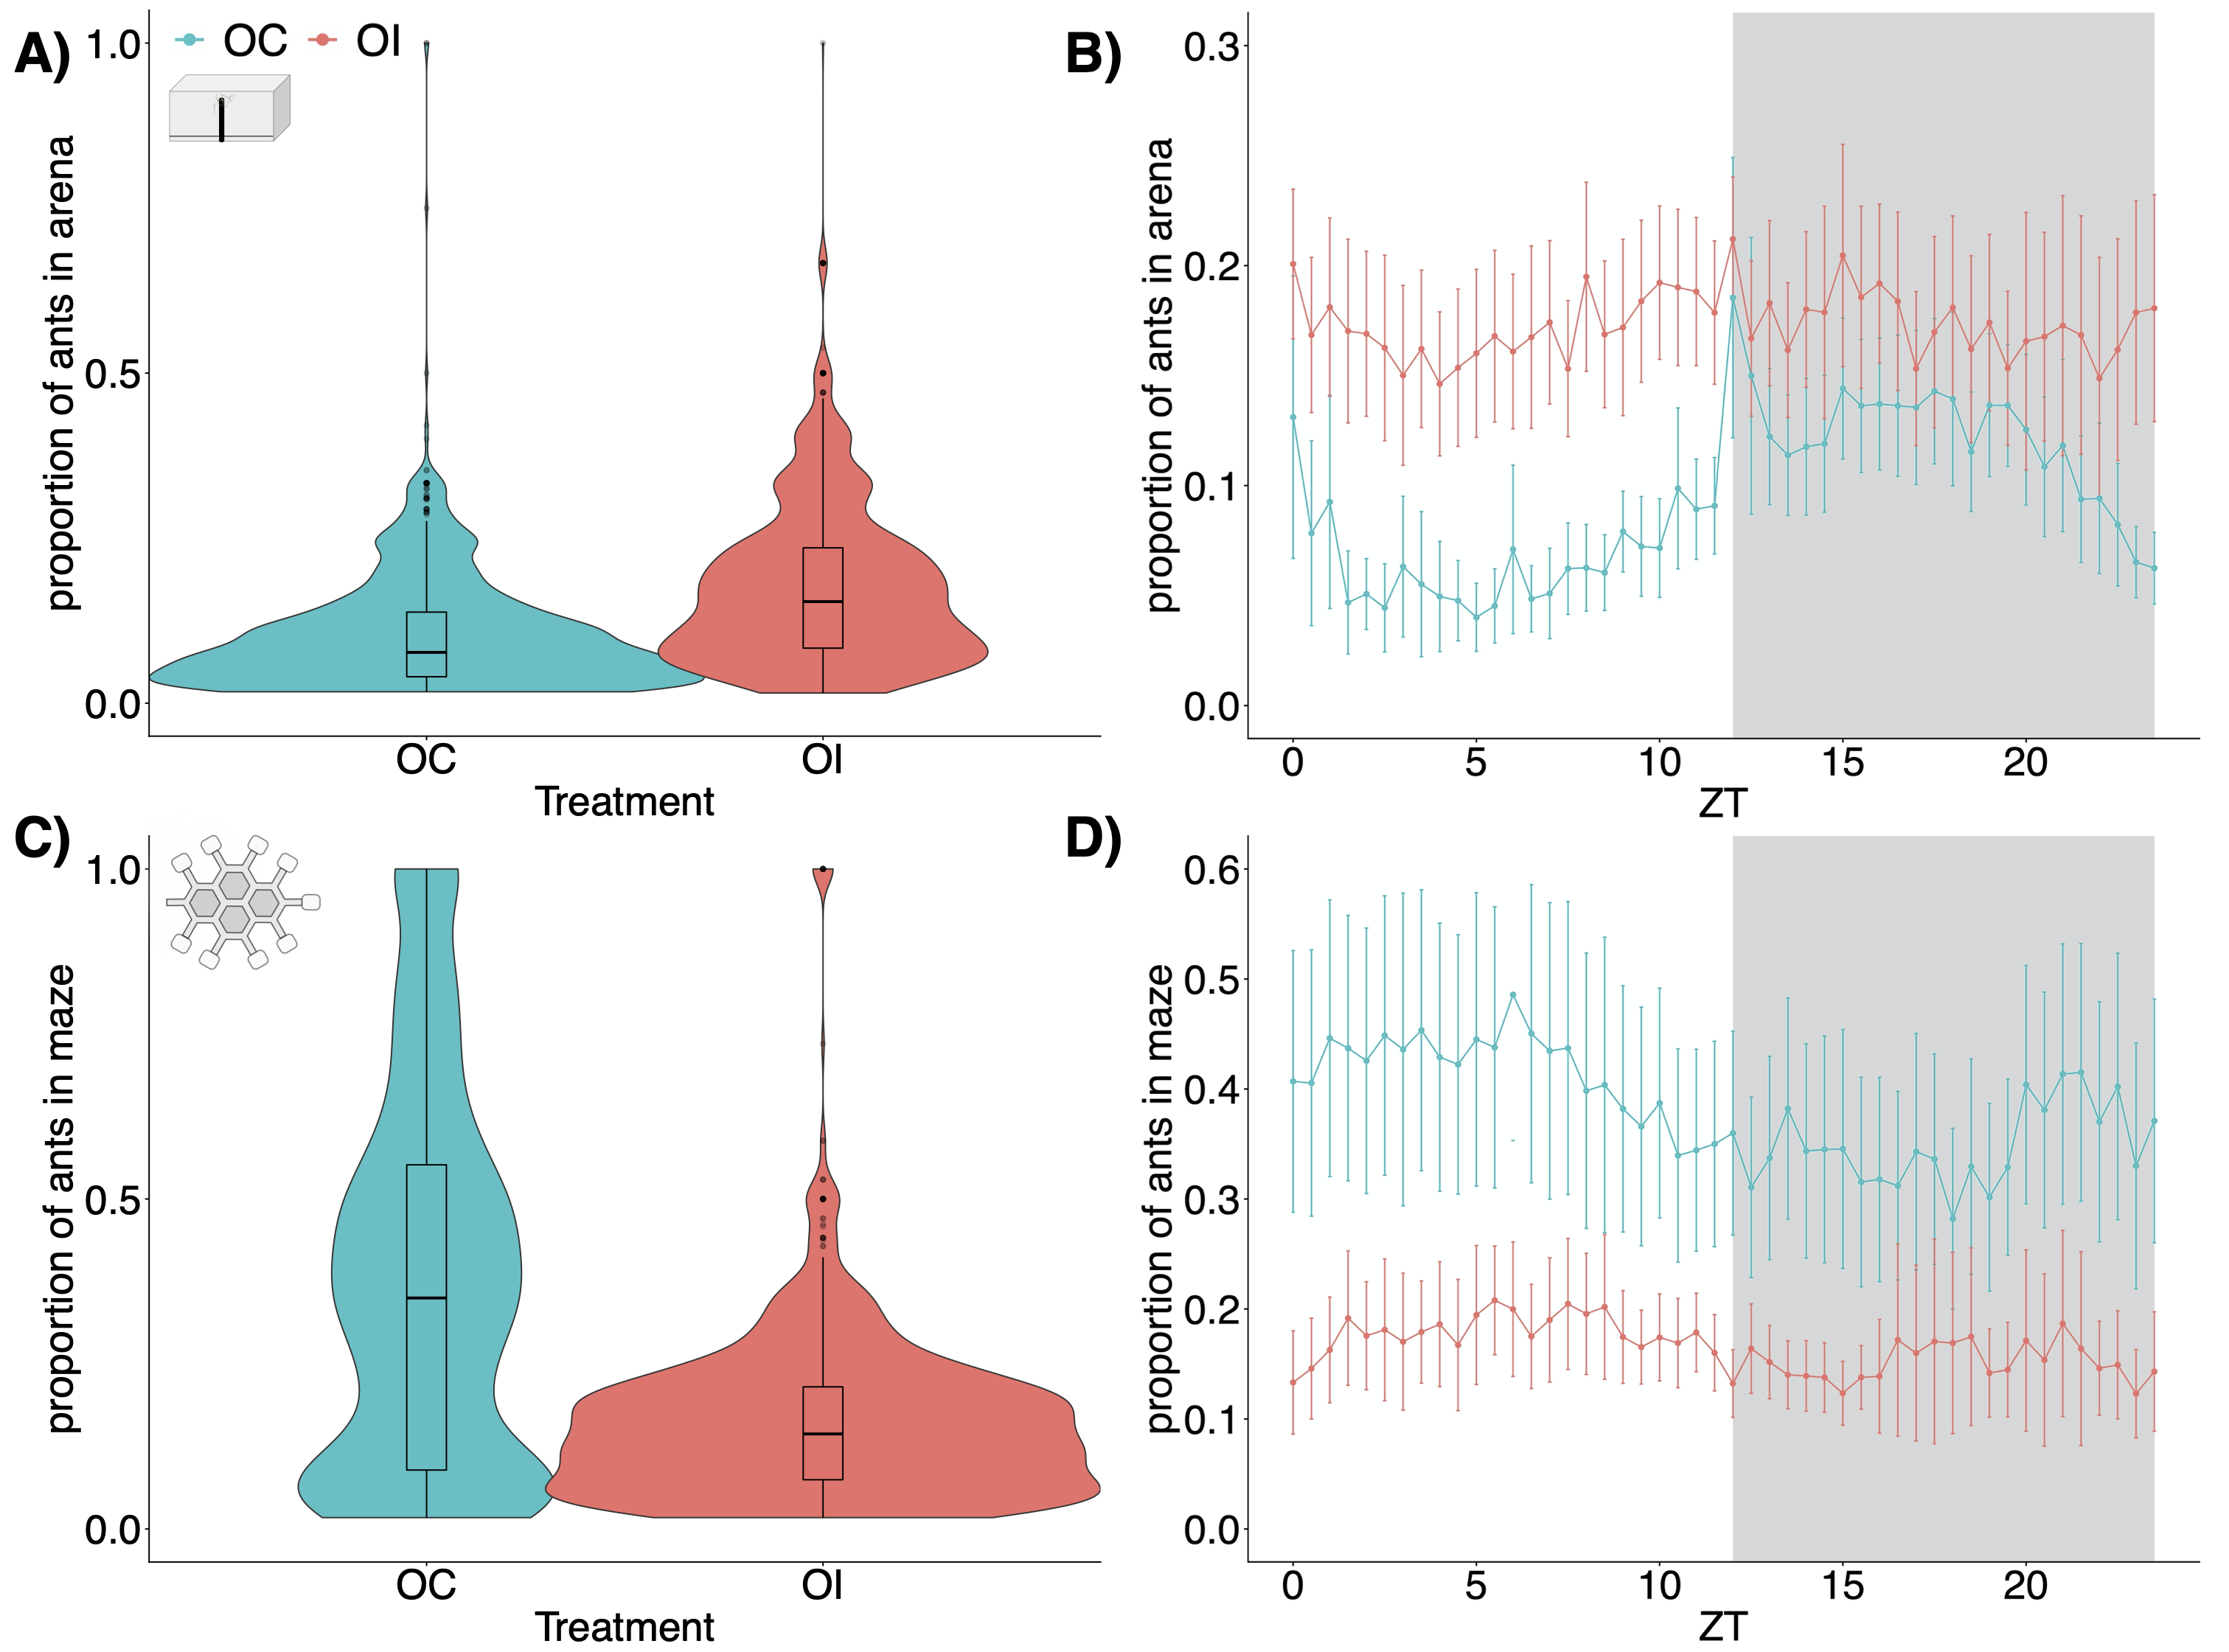 A)
OC OI
proportion of ants in arena
1.0
0.5
0.0
OC OI
Treatment
B)
proportion of ants in arena
0.3
0.2
0.1
0.0
0 5 10 15 20
ZT
C)
proportion of ants in maze
1.0
0.5
0.0
OC OI
Treatment
D)
proportion of ants in maze
0.6
0.5
0.4
0.3
0.2
0.1
0.0
0 5 10 15 20
ZT